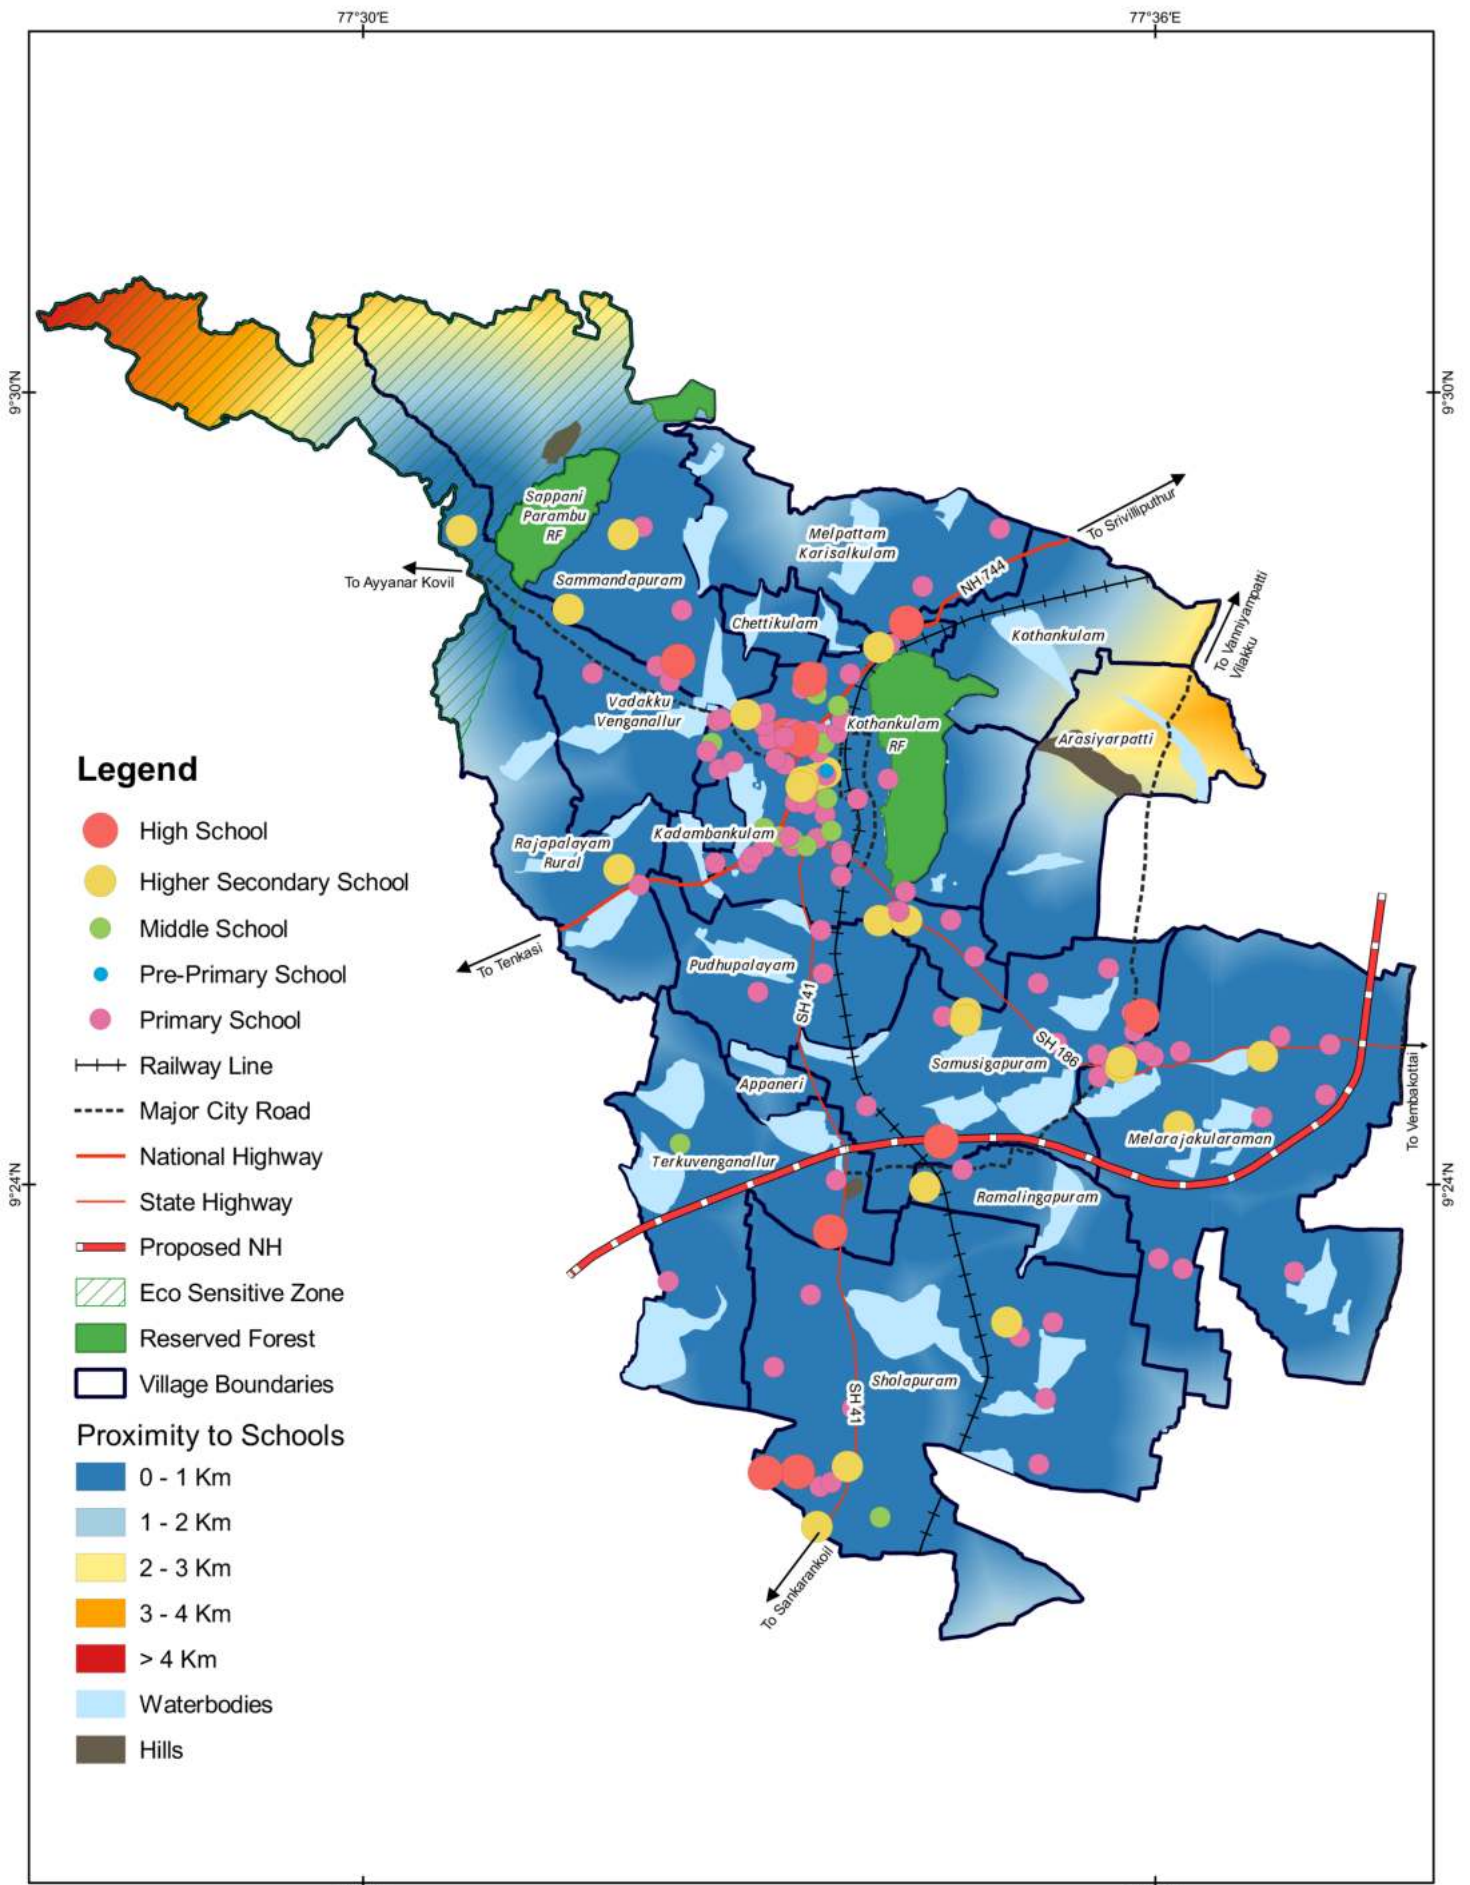 77°30'E
77°36'E
9°30'N
9°30'N
Sappani
Parambu
RF
Melpattam
Karisalkulam
To Srivilliputhur
NH 744
To Ayyanar Kovil
Sammandapuram
To Vanniyampatti
Vilakku
Chettikulam
Kothankulam
Vadakku
Venganallur
Kothankulam
RF
Arasiyarpatti
Rajapalayam
Rural
Kadambankulam
To Tenkasi
Pudhupalayam
SH 41
SH 186
Samusigapuram
Appaneri
To Vembakottai
Melarajakularaman
Terkuvenganallur
Ramalingapuram
9°24'N
9°24'N
Sholapuram
SH 41
To Sankarankoil
Legend
High School
Higher Secondary School
Middle School
Pre-Primary School
Primary School
Railway Line
Major City Road
National Highway
State Highway
Proposed NH
Eco Sensitive Zone
Reserved Forest
Village Boundaries
Proximity to Schools
0 - 1 Km
1 - 2 Km
2 - 3 Km
3 - 4 Km
> 4 Km
Waterbodies
Hills